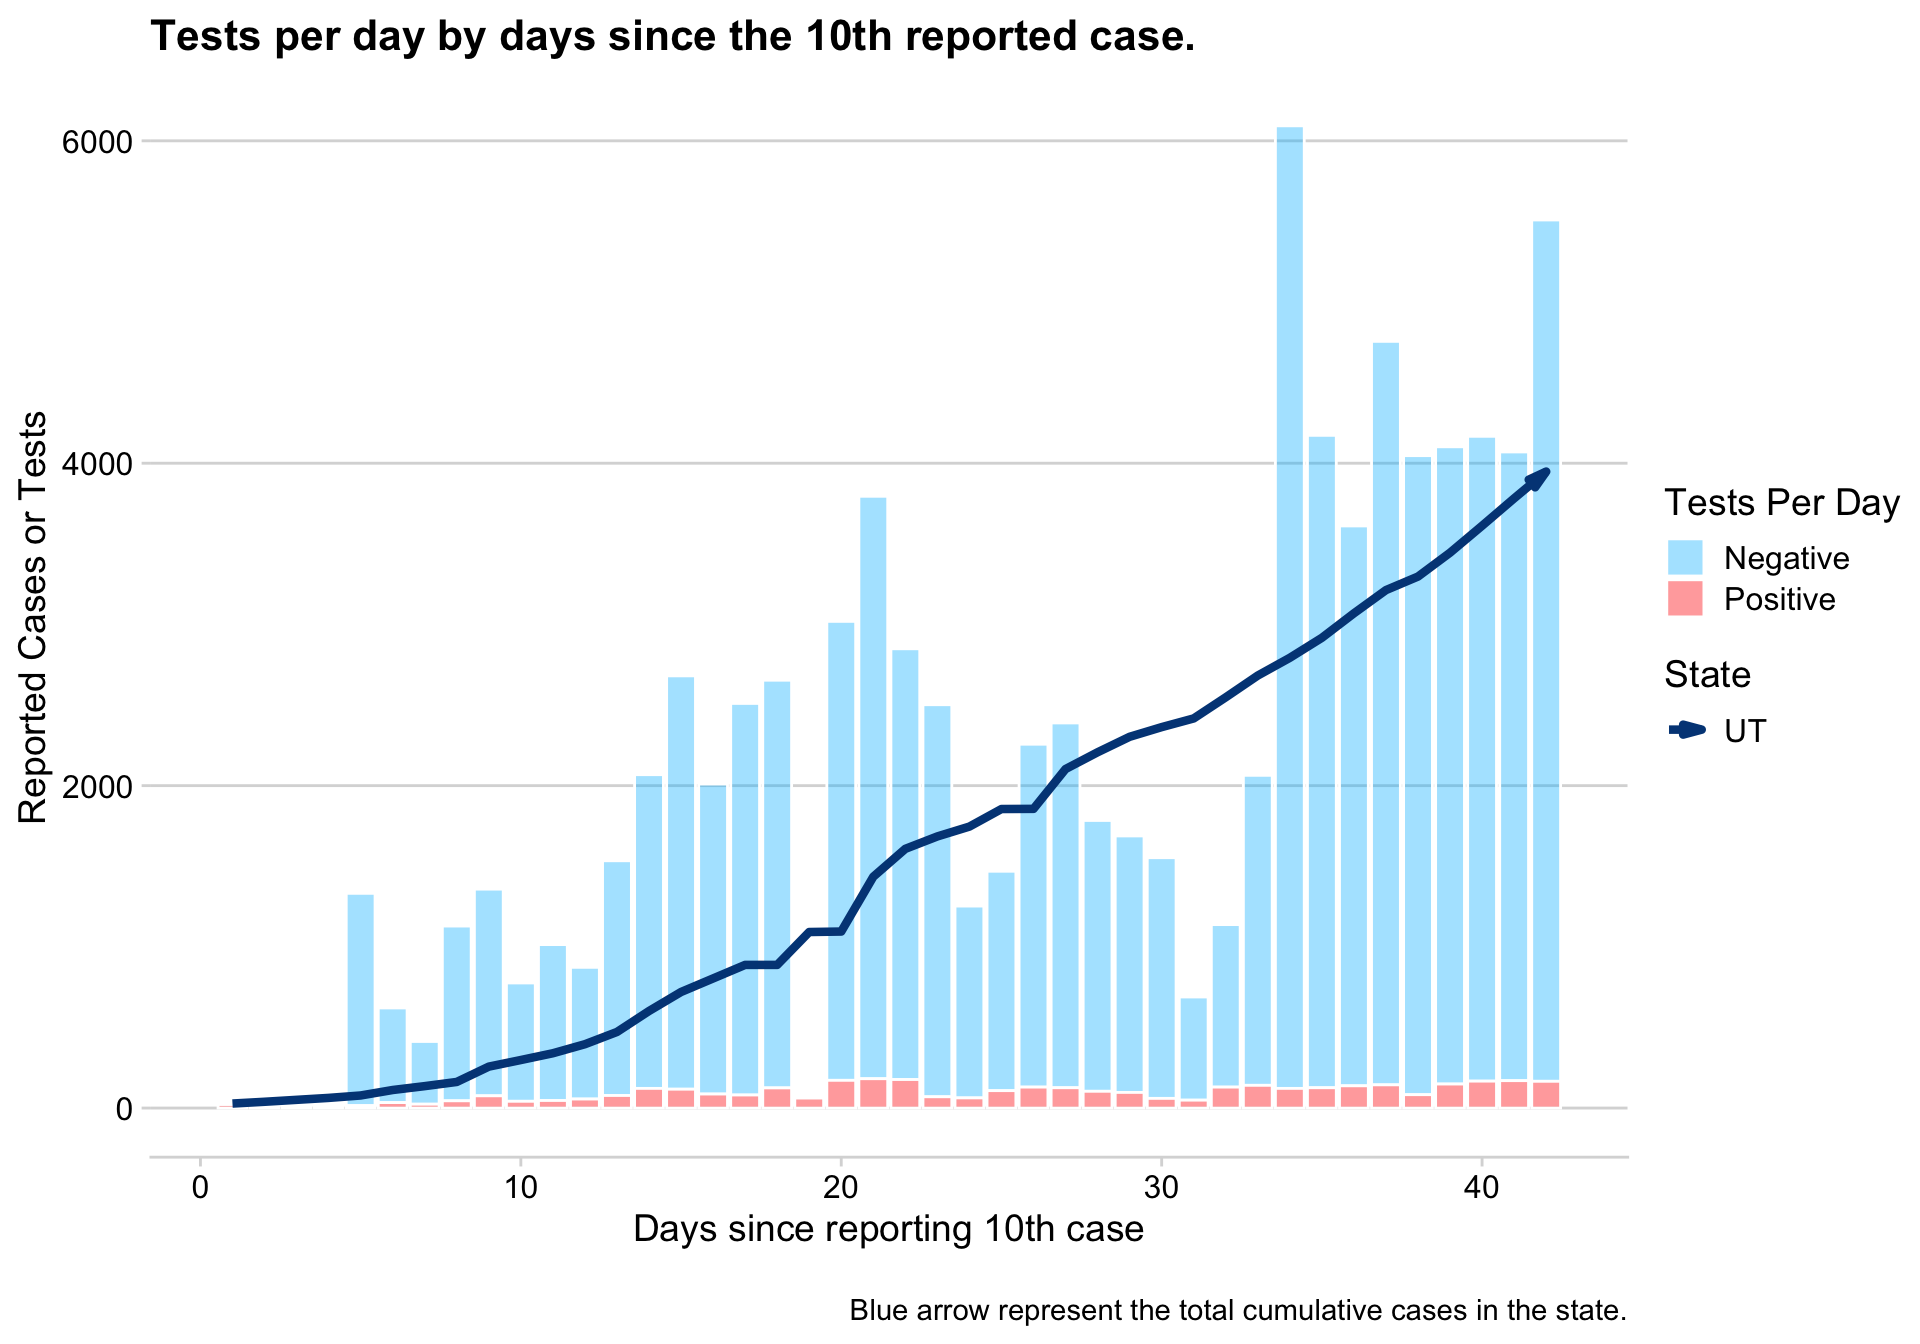 Tests per day by days since the 10th reported case.
6000
4000
2000
0
Reported Cases or Tests
0 10 20 30 40
Days since reporting 10th case
Tests Per Day
Negative
Positive
State
UT
Blue arrow represent the total cumulative cases in the state.